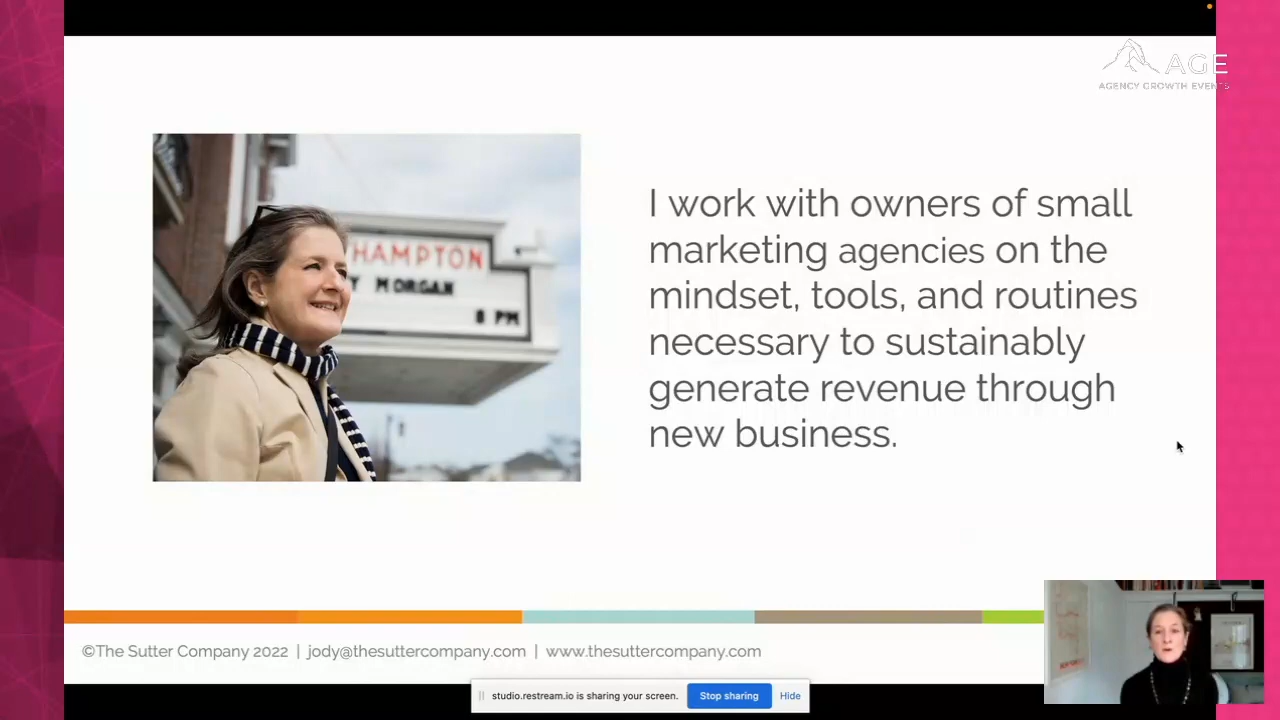 AGE
AGENCY GROWTH EVENTS
HAMPTON
Y MORGAN
8 PM
I work with owners of small
marketing agencies on the
mindset, tools, and routines
necessary to sustainably
generate revenue through
new business.
©The Sutter Company 2022 | jody@thesuttercompany.com | www.thesuttercompany.com
studio.restream.io is sharing your screen.
Stop sharing
Hide